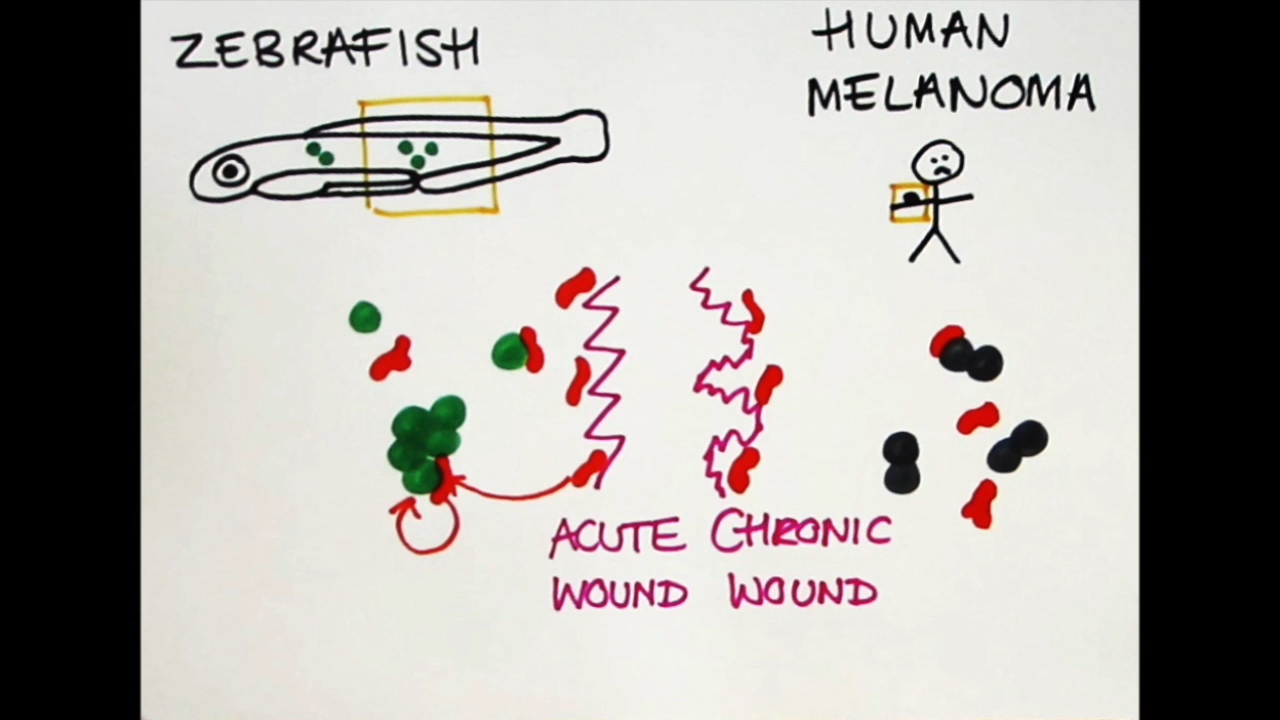 ZEBRAFISH
HUMAN
MELANOMA
ACUTE CHRONIC
WOUND WOUND